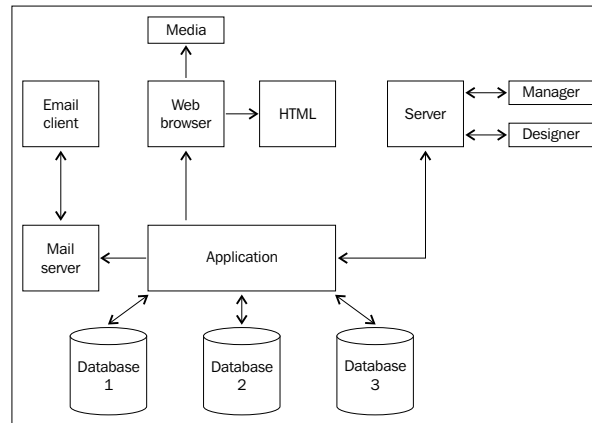 Media
Email
client
Web
browser
HTML
Server
Manager
Designer
Mail
server
Application
Database
1
Database
2
Database
3